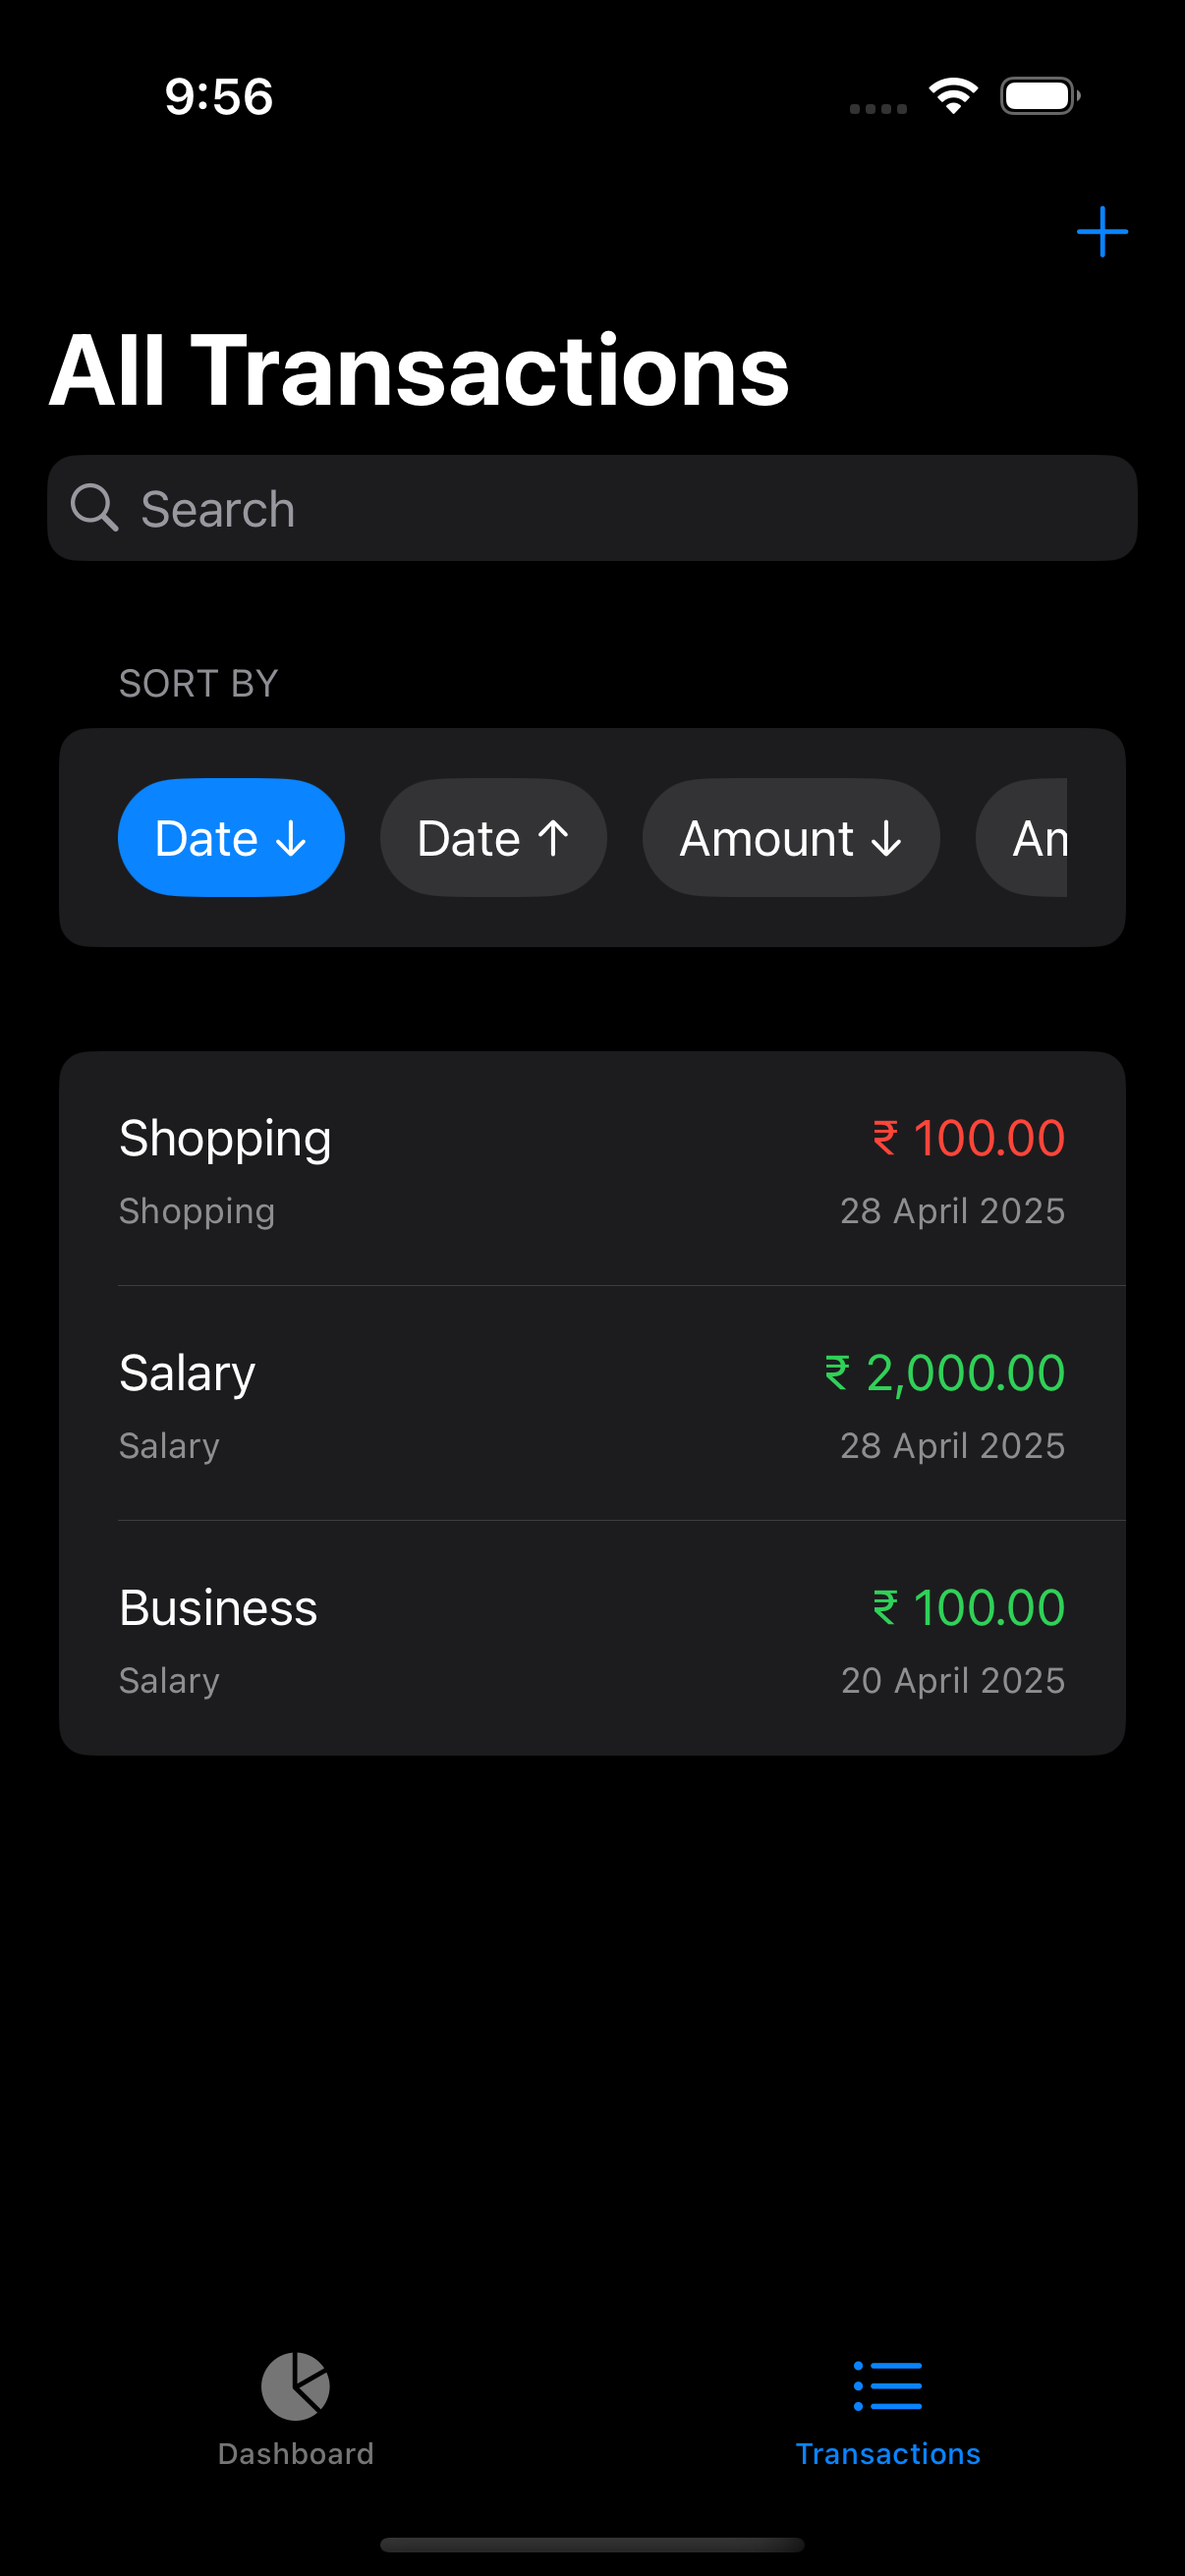 9:56
All Transactions
Search
SORT BY
Date ↓ Date ↑ Amount ↓ Am
Shopping ₹ 100.00
Shopping 28 April 2025
Salary ₹ 2,000.00
Salary 28 April 2025
Business ₹ 100.00
Salary 20 April 2025
Dashboard Transactions